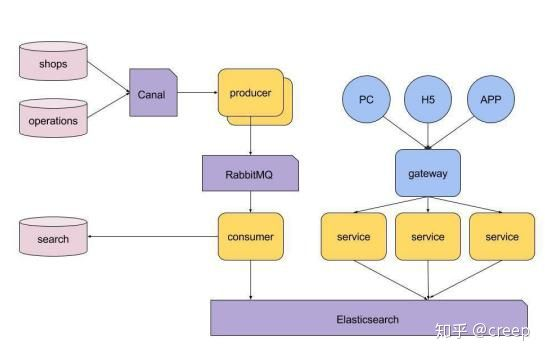 shops
operations
Canal
producer
RabbitMQ
consumer
search
PC
H5
APP
gateway
service
service
service
Elasticsearch
知乎 @creep